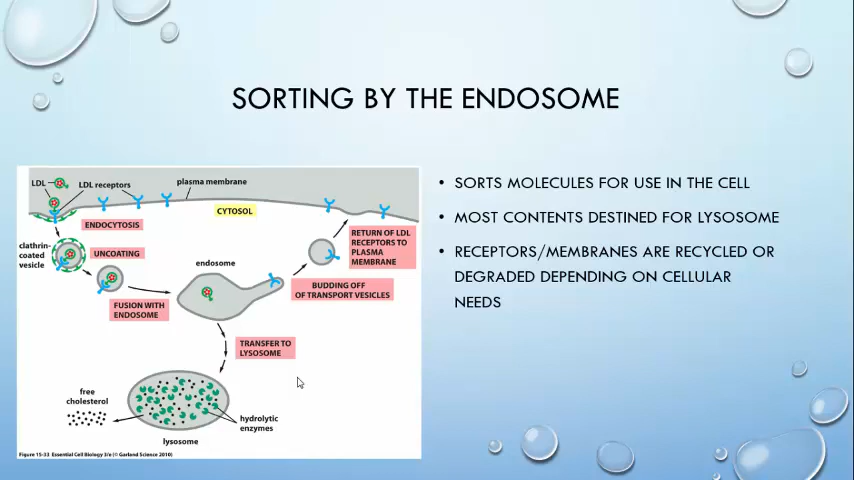 SORTING BY THE ENDOSOME
LDL
LDL receptors
plasma membrane
CYTOSOL
ENDOCYTOSIS
clathrin-
coated
vesicle
UNCOATING
endosome
RETURN OF LDL
RECEPTORS TO
PLASMA
MEMBRANE
BUDDING OFF
OF TRANSPORT VESICLES
FUSION WITH
ENDOSOME
TRANSFER TO
LYSOSOME
free
cholesterol
hydrolytic
enzymes
lysosome
Figure 15-33 Essential Cell Biology 3/e (© Garland Science 2010)
• SORTS MOLECULES FOR USE IN THE CELL
• MOST CONTENTS DESTINED FOR LYSOSOME
• RECEPTORS/MEMBRANES ARE RECYCLED OR
DEGRADED DEPENDING ON CELLULAR
NEEDS